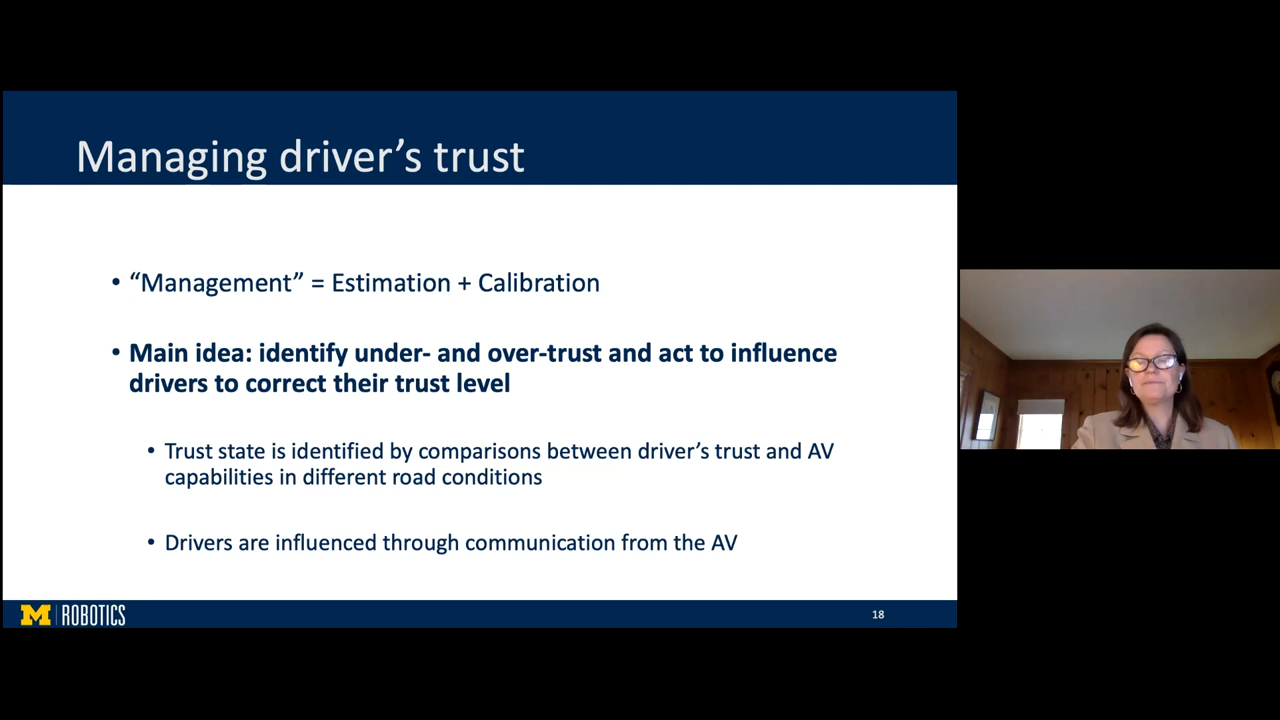 Managing driver’s trust
• “Management” = Estimation + Calibration
• Main idea: identify under- and over-trust and act to influence
drivers to correct their trust level
• Trust state is identified by comparisons between driver’s trust and AV
capabilities in different road conditions
• Drivers are influenced through communication from the AV
M ROBOTICS
18